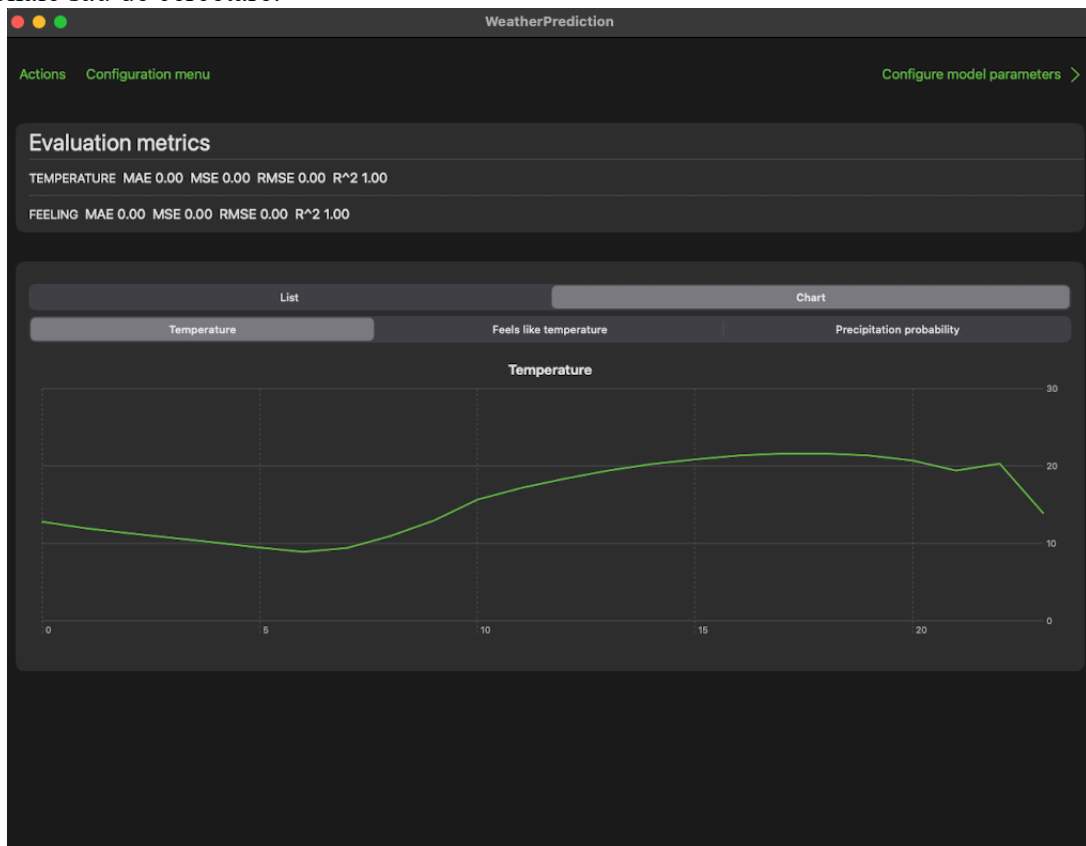 WeatherPrediction
Actions Configuration menu Configure model parameters
Evaluation metrics
TEMPERATURE MAE 0.00 MSE 0.00 RMSE 0.00 R^2 1.00
FEELING MAE 0.00 MSE 0.00 RMSE 0.00 R^2 1.00
List Chart
Temperature Feels like temperature Precipitation probability
Temperature
30
20
10
0
0 5 10 15 20